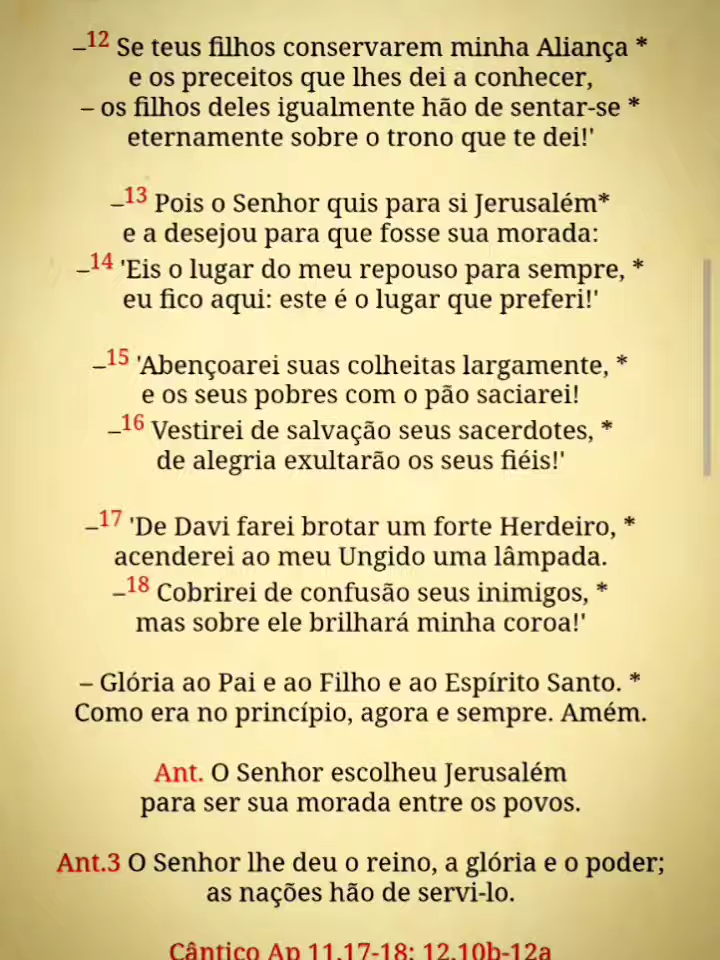 –12 Se teus filhos conservarem minha Aliança *
e os preceitos que lhes dei a conhecer,
– os filhos deles igualmente hão de sentar-se *
eternamente sobre o trono que te dei!'
–13 Pois o Senhor quis para si Jerusalém*
e a desejou para que fosse sua morada:
–14 'Eis o lugar do meu repouso para sempre, *
eu fico aqui: este é o lugar que preferi!'
–15 'Abençoarei suas colheitas largamente, *
e os seus pobres com o pão saciarei!
–16 Vestirei de salvação seus sacerdotes, *
de alegria exultarão os seus fiéis!'
–17 'De Davi farei brotar um forte Herdeiro, *
acenderei ao meu Ungido uma lâmpada.
–18 Cobrirei de confusão seus inimigos, *
mas sobre ele brilhará minha coroa!'
– Glória ao Pai e ao Filho e ao Espírito Santo. *
Como era no princípio, agora e sempre. Amém.
Ant. O Senhor escolheu Jerusalém
para ser sua morada entre os povos.
Ant.3 O Senhor lhe deu o reino, a glória e o poder;
as nações hão de servi-lo.
Cântico Ap 11,17-18; 12,10b-12a